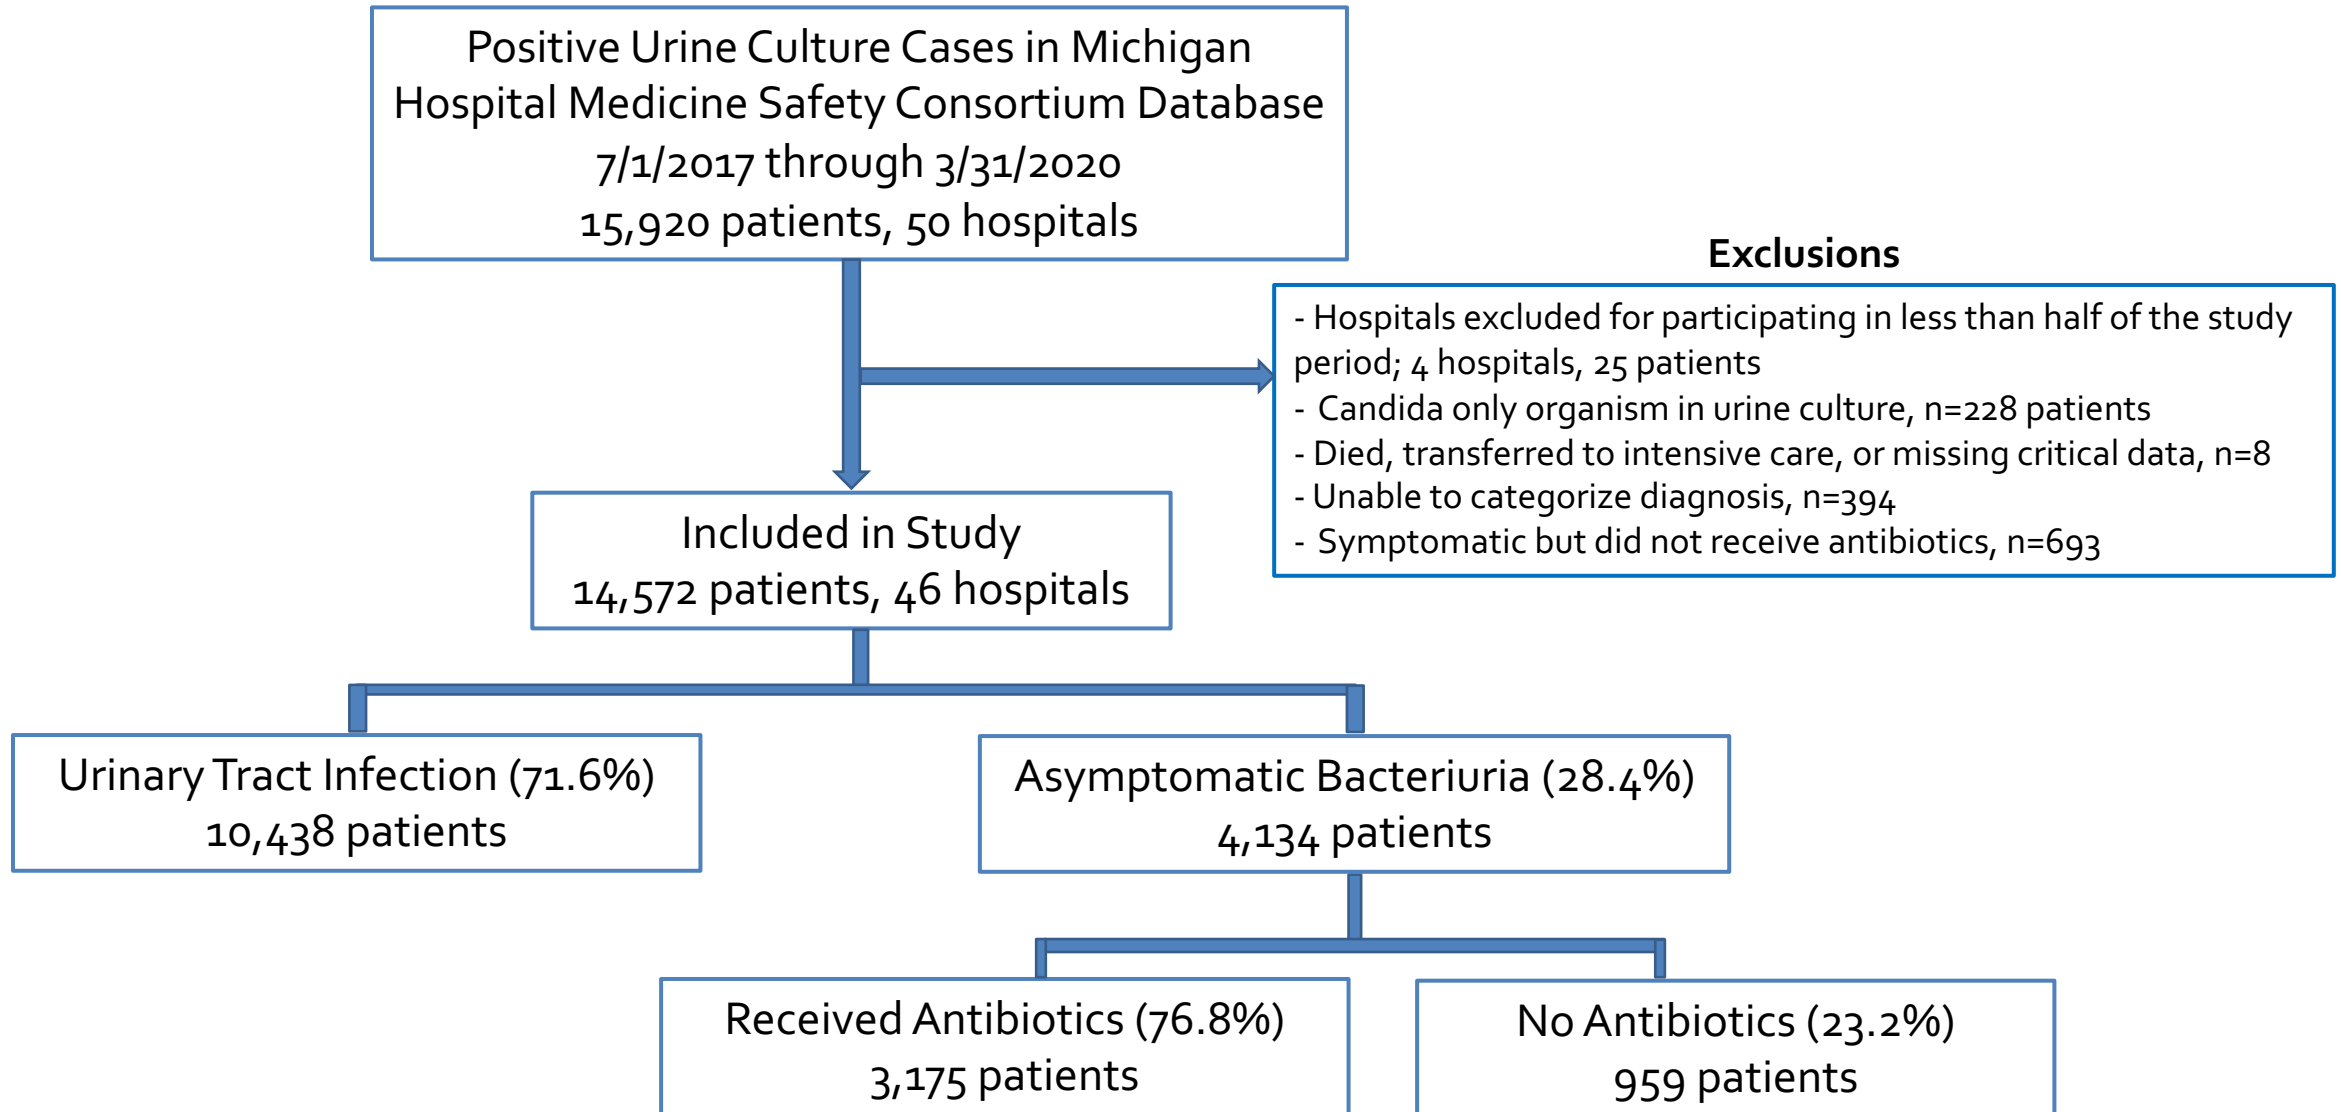 Positive Urine Culture Cases in Michigan
Hospital Medicine Safety Consortium Database
7/1/2017 through 3/31/2020
15,920 patients, 50 hospitals
Exclusions
- Hospitals excluded for participating in less than half of the study
period; 4 hospitals, 25 patients
- Candida only organism in urine culture, n=228 patients
- Died, transferred to intensive care, or missing critical data, n=8
- Unable to categorize diagnosis, n=394
- Symptomatic but did not receive antibiotics, n=693
Included in Study
14,572 patients, 46 hospitals
Urinary Tract Infection (71.6%)
10,438 patients
Asymptomatic Bacteriuria (28.4%)
4,134 patients
Received Antibiotics (76.8%)
3,175 patients
No Antibiotics (23.2%)
959 patients